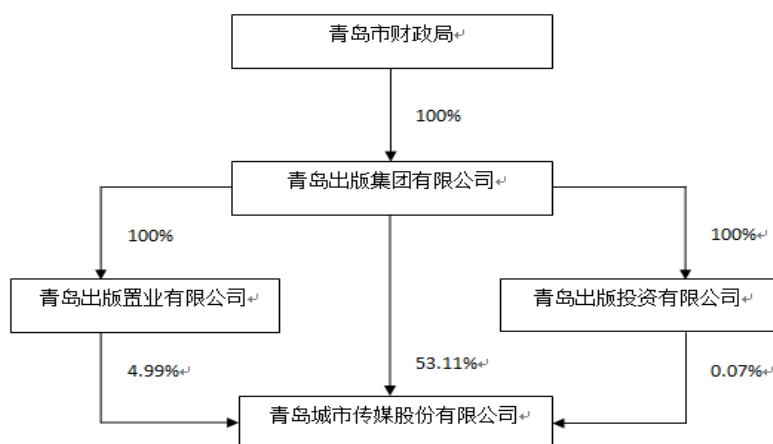 青岛市财政局
100%
青岛出版集团有限公司
100%
100%
青岛出版置业有限公司
青岛出版投资有限公司
4.99%
53.11%
0.07%
青岛城市传媒股份有限公司